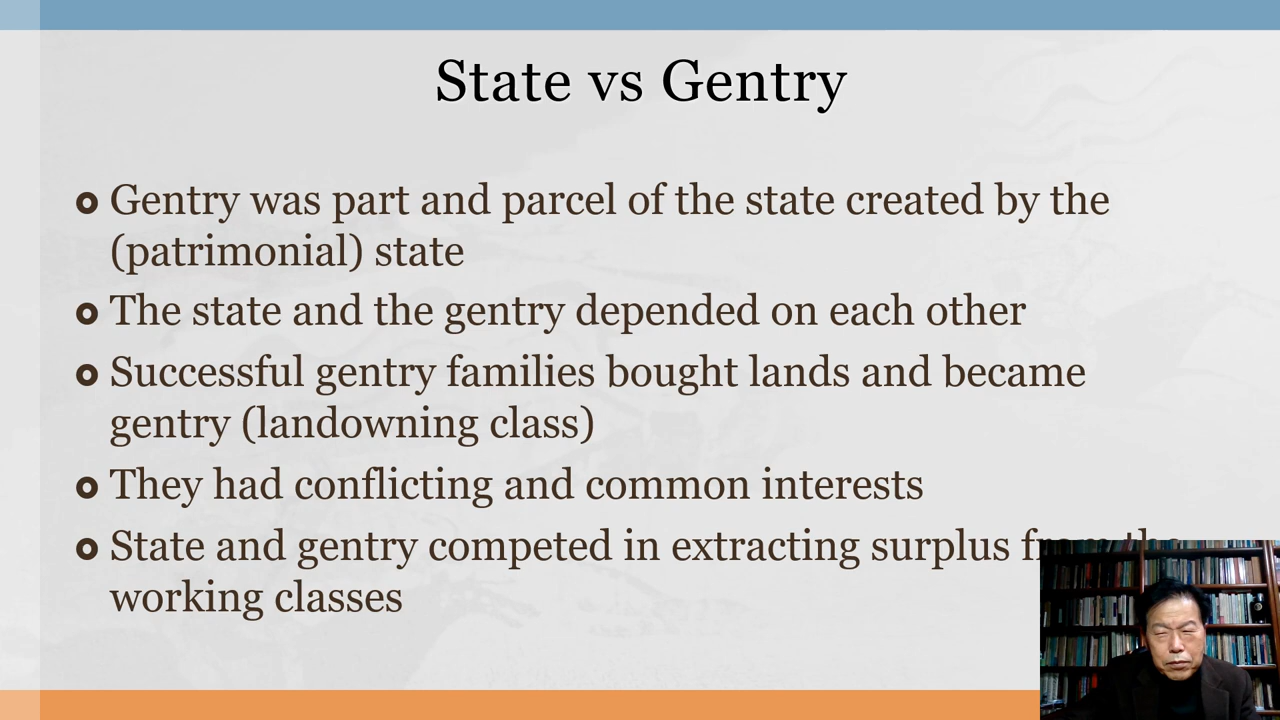 State vs Gentry
Gentry was part and parcel of the state created by the
(patrimonial) state
The state and the gentry depended on each other
Successful gentry families bought lands and became
gentry (landowning class)
They had conflicting and common interests
State and gentry competed in extracting surplus from the
working classes